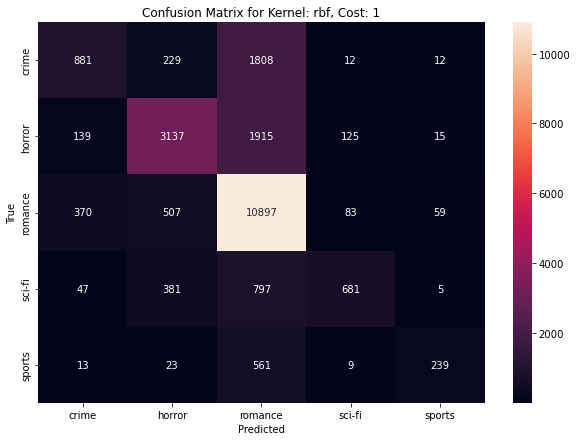 Confusion Matrix for Kernel: rbf, Cost: 1
True
crime 881 229 1808 12 12
horror 139 3137 1915 125 15
romance 370 507 10897 83 59
sci-fi 47 381 797 681 5
sports 13 23 561 9 239
crime horror romance sci-fi sports
Predicted
10000
8000
6000
4000
2000